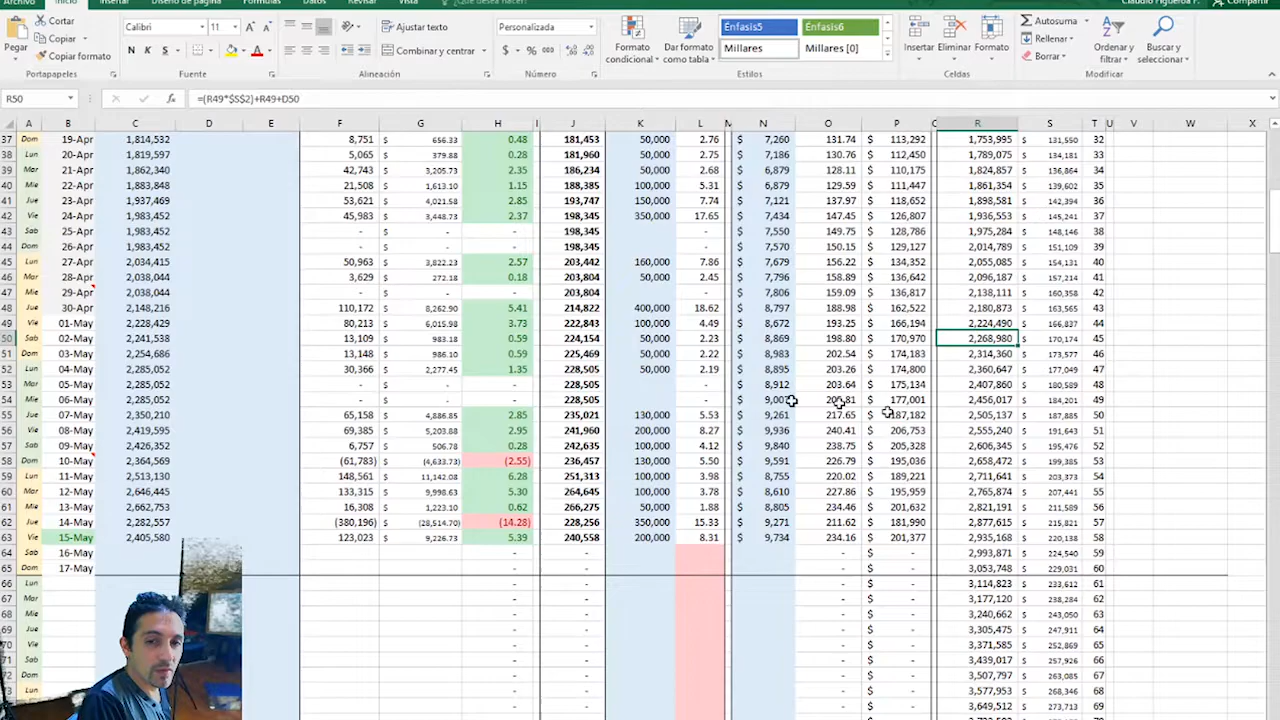 Archivo Inicio Insertar Diseño de página Fórmulas Datos Revisar Vista ¿Qué desea hacer? Claudio Figueroa F. Compartir
Cortar Calibri 11 Ajustar texto Personalizada Énfasis5 Énfasis6 Autosuma
Copiar Rellenar
Pegar Copiar formato N K S Combinar y centrar $ % 000 Formato condicional Dar formato como tabla Millares Millares [0] Insertar Eliminar Formato Borrar Ordenar y filtrar Buscar y seleccionar
Portapapeles Fuente Alineación Número Estilos Celdas Modificar
R50 fx =(R49*$S$2)+R49+D50
A B C D E F G H I J K L M N O P Q R S T U V W X
37 Dom 19-Apr 1,814,532 8,751 $ 656.33 0.48 181,453 50,000 2.76 $ 7,260 131.74 $ 113,292 1,753,995 $ 131,550 32
38 Lun 20-Apr 1,819,597 5,065 $ 379.88 0.28 181,960 50,000 2.75 $ 7,186 130.76 $ 112,450 1,789,075 $ 134,181 33
39 Mar 21-Apr 1,862,340 42,743 $ 3,205.73 2.35 186,234 50,000 2.68 $ 6,879 128.11 $ 110,175 1,824,857 $ 136,864 34
40 Mie 22-Apr 1,883,848 21,508 $ 1,613.10 1.15 188,385 100,000 5.31 $ 6,879 129.59 $ 111,447 1,861,354 $ 139,602 35
41 Jue 23-Apr 1,937,469 53,621 $ 4,021.58 2.85 193,747 150,000 7.74 $ 7,121 137.97 $ 118,652 1,898,581 $ 142,394 36
42 Vie 24-Apr 1,983,452 45,983 $ 3,448.73 2.37 198,345 350,000 17.65 $ 7,434 147.45 $ 126,807 1,936,553 $ 145,241 37
43 Sab 25-Apr 1,983,452 - $ - - 198,345 - $ 7,550 149.75 $ 128,786 1,975,284 $ 148,146 38
44 Dom 26-Apr 1,983,452 - $ - - 198,345 - $ 7,570 150.15 $ 129,127 2,014,789 $ 151,109 39
45 Lun 27-Apr 2,034,415 50,963 $ 3,822.23 2.57 203,442 160,000 7.86 $ 7,796 156.22 $ 134,352 2,055,085 $ 154,131 40
46 Mar 28-Apr 2,038,044 3,629 $ 272.18 0.18 203,804 50,000 2.45 $ 7,796 158.89 $ 136,642 2,096,187 $ 157,214 41
47 Mie 29-Apr 2,038,044 - $ - - 203,804 - $ 7,806 159.09 $ 136,817 2,138,111 $ 160,358 42
48 Jue 30-Apr 2,148,216 110,172 $ 8,262.90 5.41 214,822 400,000 18.62 $ 8,797 188.98 $ 162,522 2,180,873 $ 163,565 43
49 Vie 01-May 2,228,429 80,213 $ 6,015.98 3.73 222,843 100,000 4.49 $ 8,672 193.25 $ 166,194 2,224,490 $ 166,837 44
50 Sab 02-May 2,241,538 13,109 $ 983.18 0.59 224,154 50,000 2.23 $ 8,869 198.80 $ 170,970 2,268,980 $ 170,174 45
51 Dom 03-May 2,254,686 13,148 $ 986.10 0.59 225,469 50,000 2.22 $ 8,983 202.54 $ 174,183 2,314,360 $ 173,577 46
52 Lun 04-May 2,285,052 30,366 $ 2,277.45 1.35 228,505 50,000 2.19 $ 8,895 203.26 $ 174,800 2,360,647 $ 177,049 47
53 Mar 05-May 2,285,052 - $ - - 228,505 - $ 8,912 203.64 $ 175,134 2,407,860 $ 180,589 48
54 Mie 06-May 2,285,052 - $ - - 228,505 - $ 177,001 2,456,017 $ 184,201 49
55 Jue 07-May 2,350,210 65,158 $ 4,886.85 2.85 235,021 130,000 5.53 $ 9,261 217.65 $ 187,182 2,505,137 $ 187,885 50
56 Vie 08-May 2,419,595 69,385 $ 5,203.88 2.95 241,960 200,000 8.27 $ 9,936 240.41 $ 206,753 2,555,240 $ 191,643 51
57 Sab 09-May 2,426,352 6,757 $ 506.78 0.28 242,635 100,000 4.12 $ 9,840 238.75 $ 205,328 2,606,345 $ 195,476 52
58 Dom 10-May 2,364,569 (61,783) $ (4,633.73) (2.55) 236,457 130,000 5.50 $ 9,591 226.79 $ 195,036 2,658,472 $ 199,385 53
59 Lun 11-May 2,513,130 148,561 $ 11,142.08 6.28 251,313 100,000 3.98 $ 8,755 220.02 $ 189,221 2,711,641 $ 203,373 54
60 Mar 12-May 2,646,445 133,315 $ 9,998.63 5.30 264,645 100,000 3.78 $ 8,610 227.86 $ 195,959 2,765,874 $ 207,441 55
61 Mie 13-May 2,662,753 16,308 $ 1,223.10 0.62 266,275 50,000 1.88 $ 8,805 234.46 $ 201,632 2,821,191 $ 211,589 56
62 Jue 14-May 2,282,557 (380,196) $ (28,514.70) (14.28) 228,256 350,000 15.33 $ 9,271 211.62 $ 181,990 2,877,615 $ 215,821 57
63 Vie 15-May 2,405,580 123,023 $ 9,226.73 5.39 240,558 200,000 8.31 $ 9,734 234.16 $ 201,377 2,935,168 $ 220,138 58
64 Sab 16-May - - - - - $ - 2,993,871 $ 224,540 59
65 Dom 17-May - - - - - $ - 3,053,748 $ 229,031 60
66 Lun - - - - - $ - 3,114,823 $ 233,612 61
67 Mar - - - - - $ - 3,177,120 $ 238,284 62
68 Mie - - - - - $ - 3,240,662 $ 243,050 63
69 Jue - - - - - $ - 3,305,475 $ 247,911 64
70 Vie - - - - - $ - 3,371,585 $ 252,869 65
71 Sab - - - - - $ - 3,439,017 $ 257,926 66
72 Dom - - - - - $ - 3,507,797 $ 263,085 67
Lun - - - - - $ - 3,577,953 $ 268,346 68
- - - - - $ - 3,649,512 $ 273,713 69